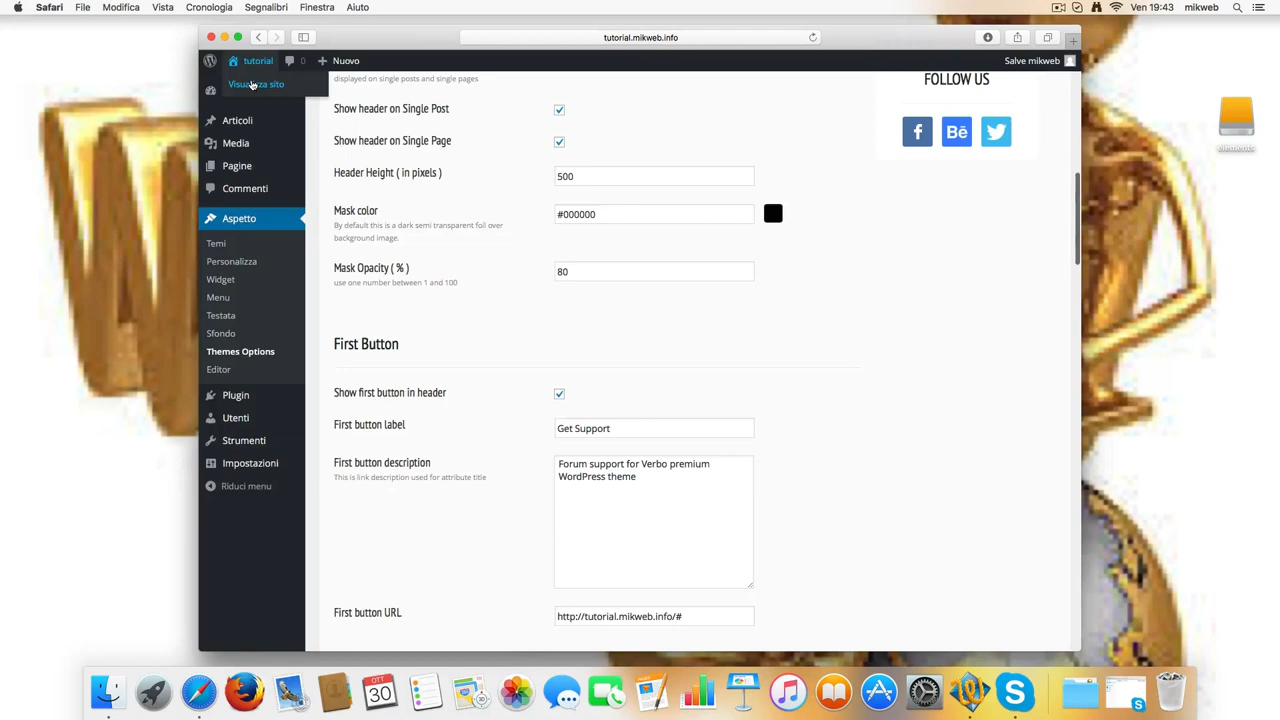 Safari File Modifica Vista Cronologia Segnalibri Finestra Aiuto Ven 19:43 mikweb
tutorial.mikweb.info
tutorial 0 Nuovo Salve mikweb
Visualizza sito
Articoli
Media
Pagine
Commenti
Aspetto
Temi
Personalizza
Widget
Menu
Testata
Sfondo
Themes Options
Editor
Plugin
Utenti
Strumenti
Impostazioni
Riduci menu
displayed on single posts and single pages
Show header on Single Post
Show header on Single Page
Header Height ( in pixels )
500
Mask color
#000000
By default this is a dark semi transparent foil over
background image.
Mask Opacity ( % )
80
use one number between 1 and 100
First Button
Show first button in header
First button label
Get Support
First button description
This is link description used for attribute title
Forum support for Verbo premium
WordPress theme
First button URL
http://tutorial.mikweb.info/#
FOLLOW US
f Bē
elements
OTT
30